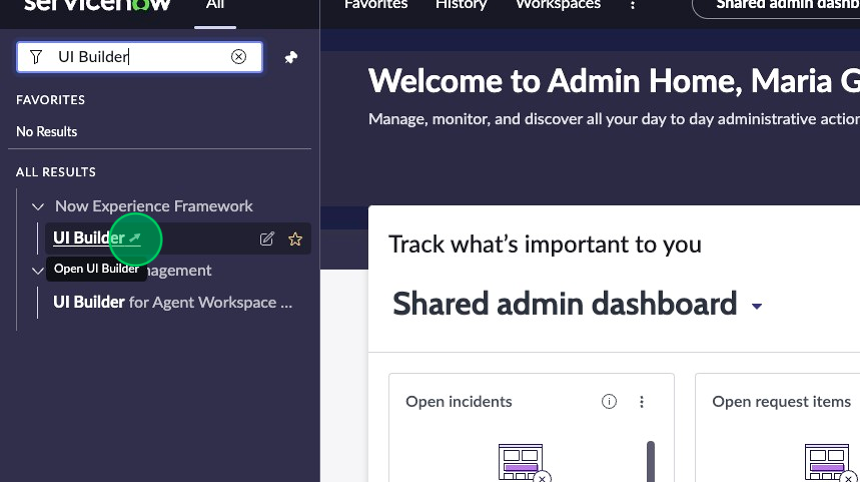 servicenow
All
Favorites
History
Workspaces
Shared admin dashb
UI Builder
FAVORITES
No Results
ALL RESULTS
Now Experience Framework
UI Builder
Open UI Builder
nagement
UI Builder for Agent Workspace ...
Welcome to Admin Home, Maria G
Manage, monitor, and discover all your day to day administrative action
Track what's important to you
Shared admin dashboard
Open incidents
Open request items